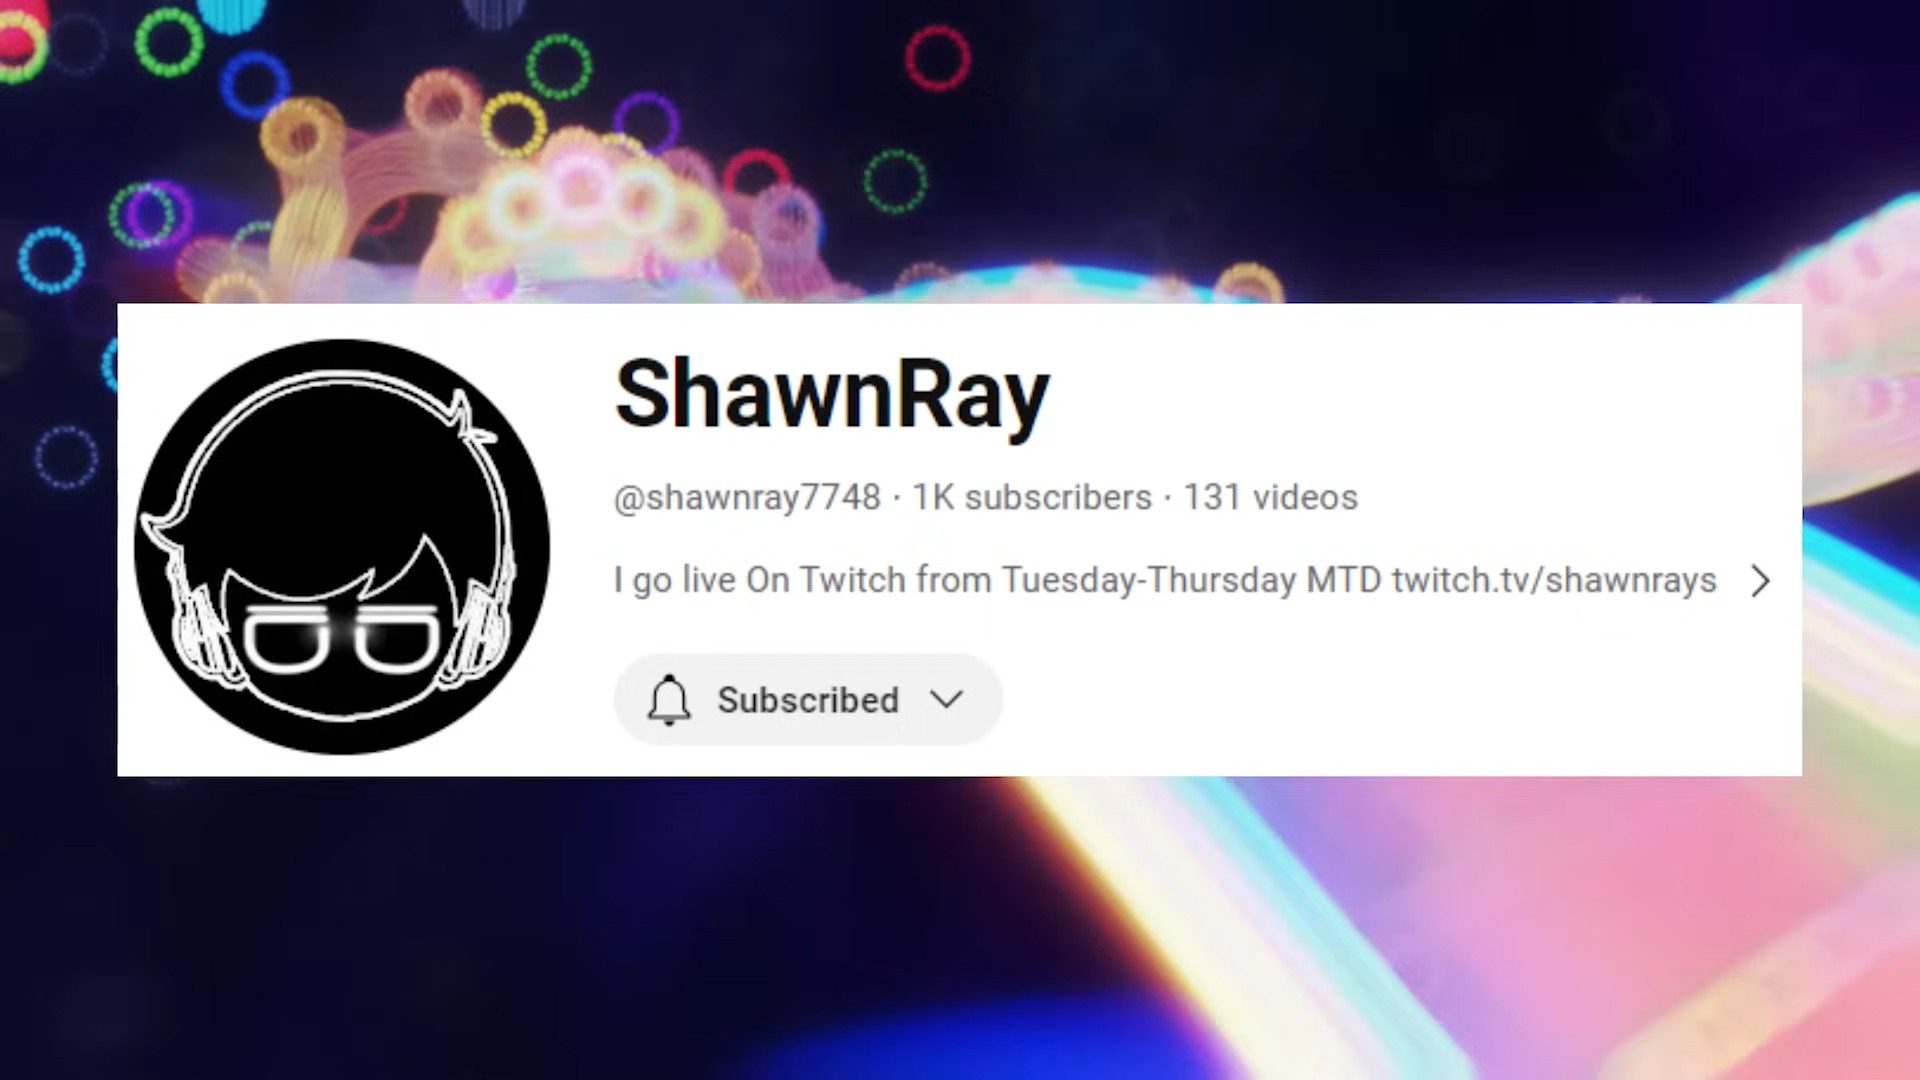 ShawnRay
@shawnray7748 · 1K subscribers · 131 videos
I go live On Twitch from Tuesday-Thursday MTD twitch.tv/shawnrays
Subscribed